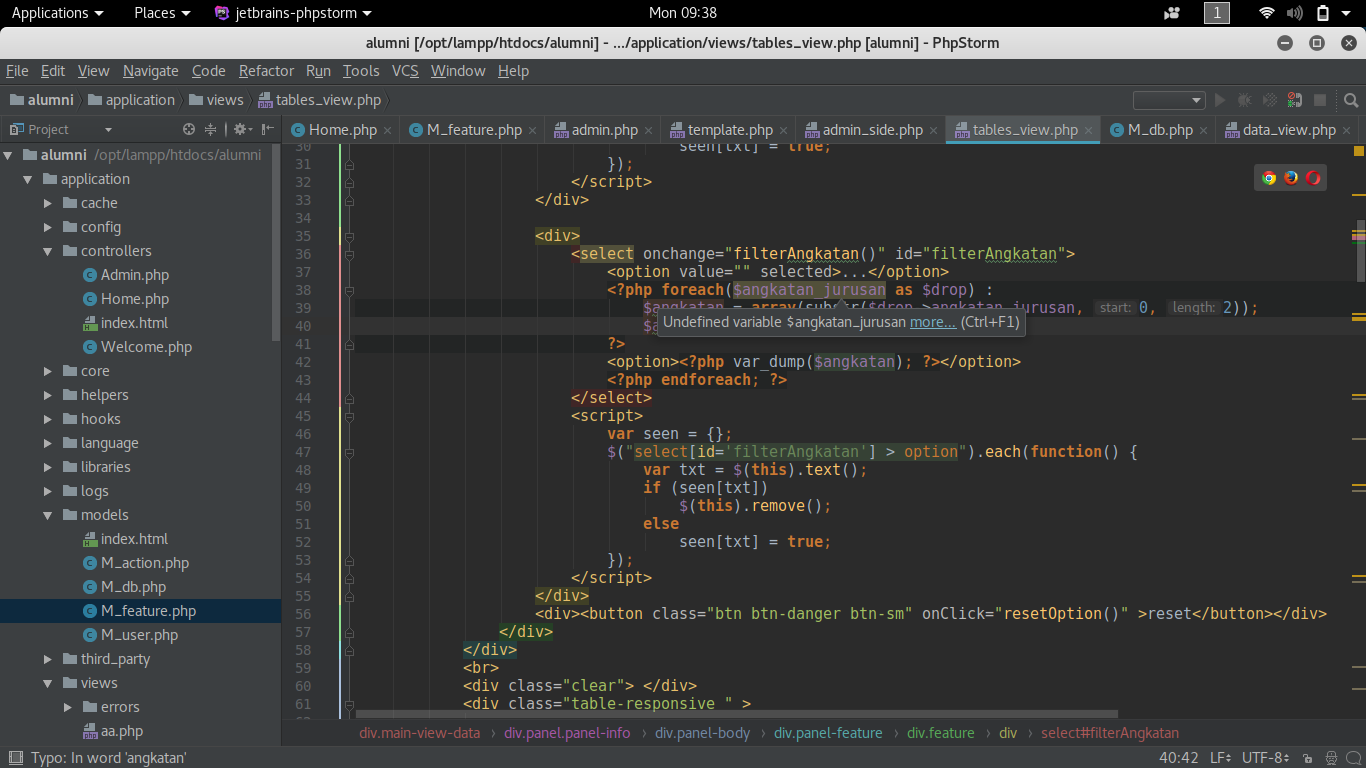 Applications Places jetbrains-phpstorm Mon 09:38 1
alumni [/opt/lampp/htdocs/alumni] - .../application/views/tables_view.php [alumni] - PhpStorm
File Edit View Navigate Code Refactor Run Tools VCS Window Help
alumni application views tables_view.php
Project Home.php M_feature.php admin.php template.php admin_side.php tables_view.php M_db.php data_view.php
alumni /opt/lampp/htdocs/alumni
application
cache
config
controllers
Admin.php
Home.php
index.html
Welcome.php
core
helpers
hooks
language
libraries
logs
models
index.html
M_action.php
M_db.php
M_feature.php
M_user.php
third_party
views
errors
aa.php
30 seen[txt] = true;
31 });
32 </script>
33 </div>
34
35 <div>
36 <select onchange="filterAngkatan()" id="filterAngkatan">
37 <option value="" selected>...</option>
38 <?php foreach($angkatan_jurusan as $drop) :
39 $angkatan = array(substr($drop->angkatan_jurusan, start: 0, length: 2));
40 $a
Undefined variable $angkatan_jurusan more... (Ctrl+F1)
41 ?>
42 <option><?php var_dump($angkatan); ?></option>
43 <?php endforeach; ?>
44 </select>
45 <script>
46 var seen = {};
47 $("select[id='filterAngkatan'] > option").each(function() {
48 var txt = $(this).text();
49 if (seen[txt])
50 $(this).remove();
51 else
52 seen[txt] = true;
53 });
54 </script>
55 </div>
56 <div><button class="btn btn-danger btn-sm" onClick="resetOption()" >reset</button></div>
57 </div>
58 </div>
59 <br>
60 <div class="clear"> </div>
61 <div class="table-responsive " >
div.main-view-data › div.panel.panel-info › div.panel-body › div.panel-feature › div.feature › div › select#filterAngkatan
Typo: In word 'angkatan' 40:42 LF÷ UTF-8÷